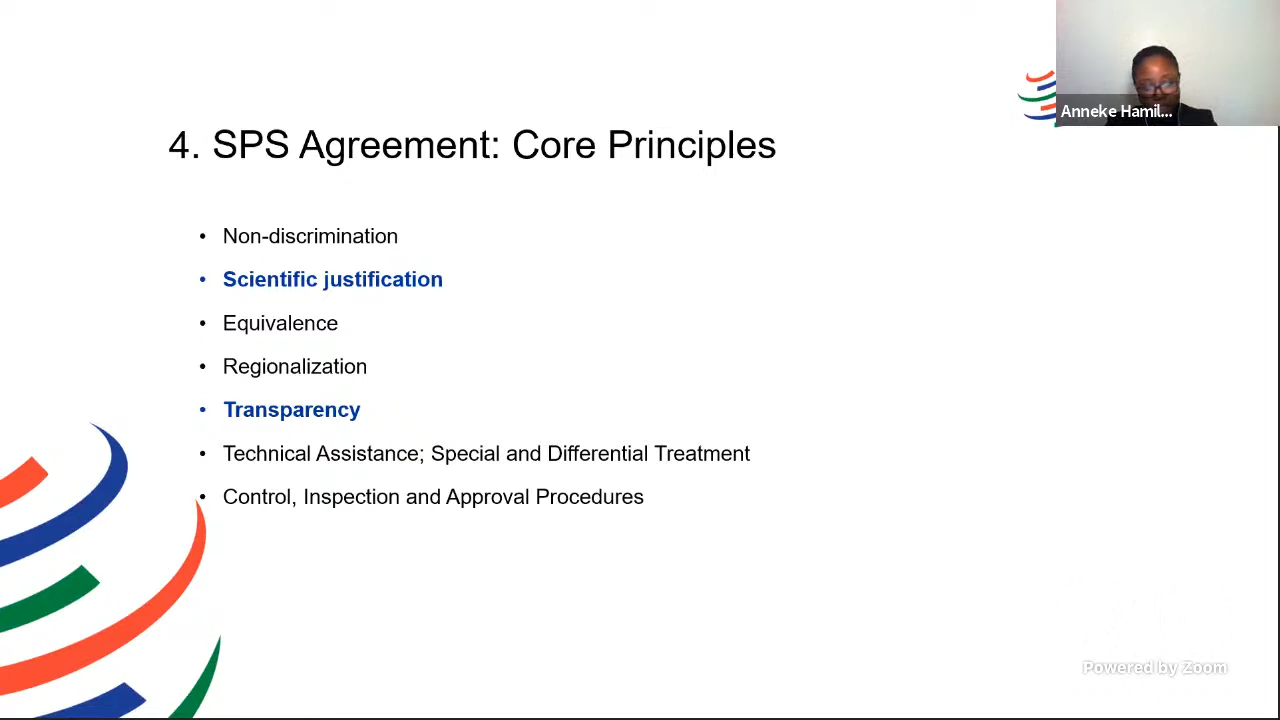 Anneke Hamil...
4. SPS Agreement: Core Principles
• Non-discrimination
• Scientific justification
• Equivalence
• Regionalization
• Transparency
• Technical Assistance; Special and Differential Treatment
• Control, Inspection and Approval Procedures
Powered by Zoom